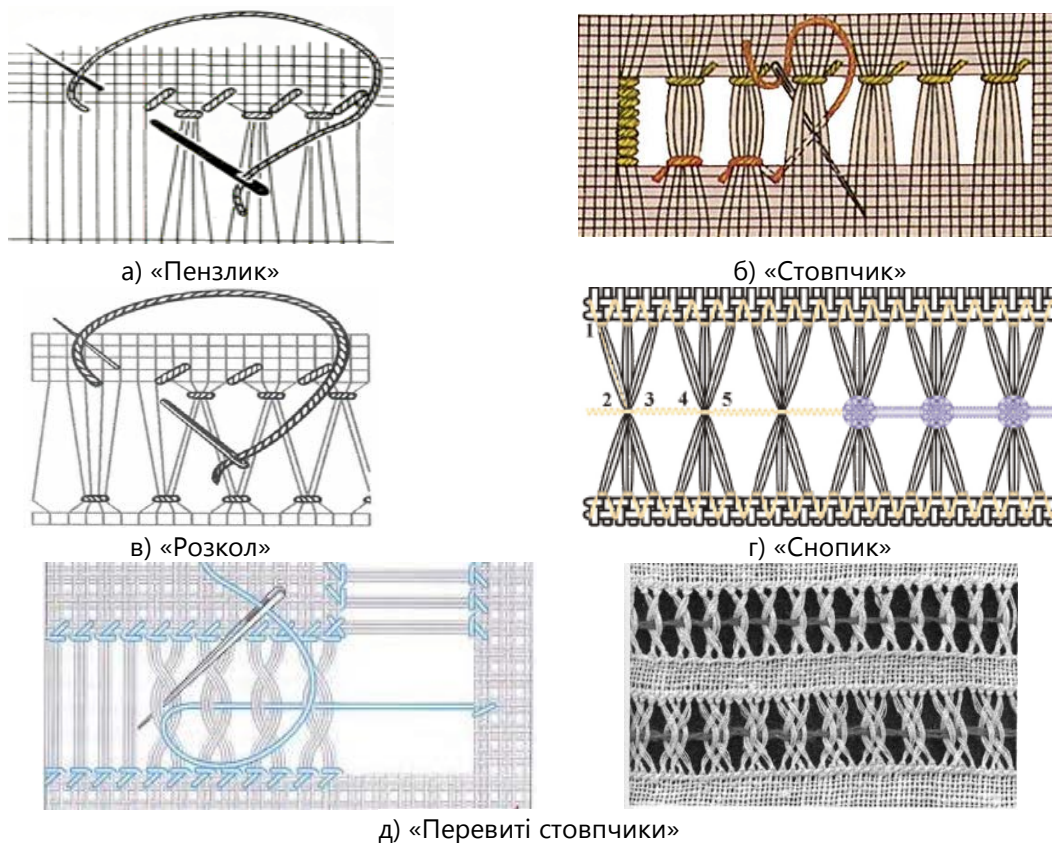 а) «Пензлик»
б) «Стовпчик»
1
2 3 4 5
в) «Розкол»
г) «Снопик»
д) «Перевиті стовпчики»